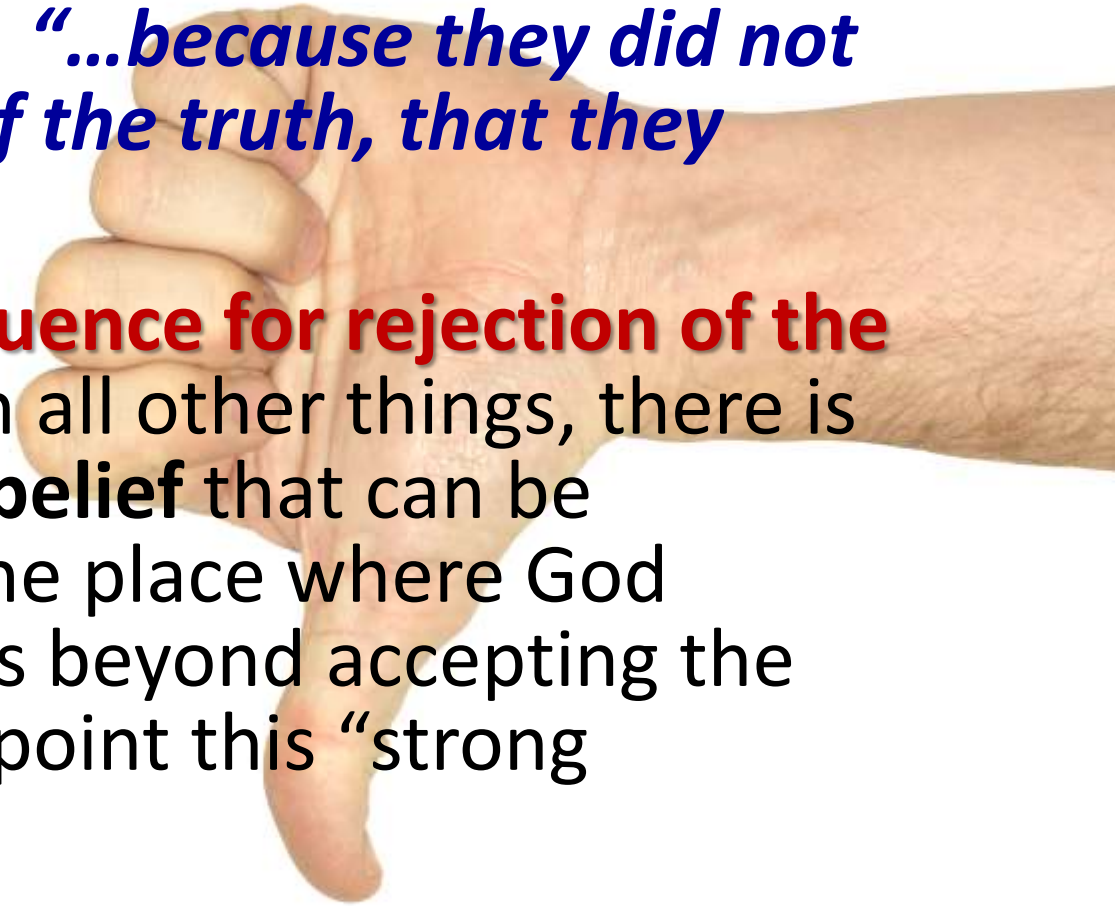 “…because they did not
f the truth, that they
uence for rejection of the
n all other things, there is
belief that can be
ne place where God
s beyond accepting the
point this “strong